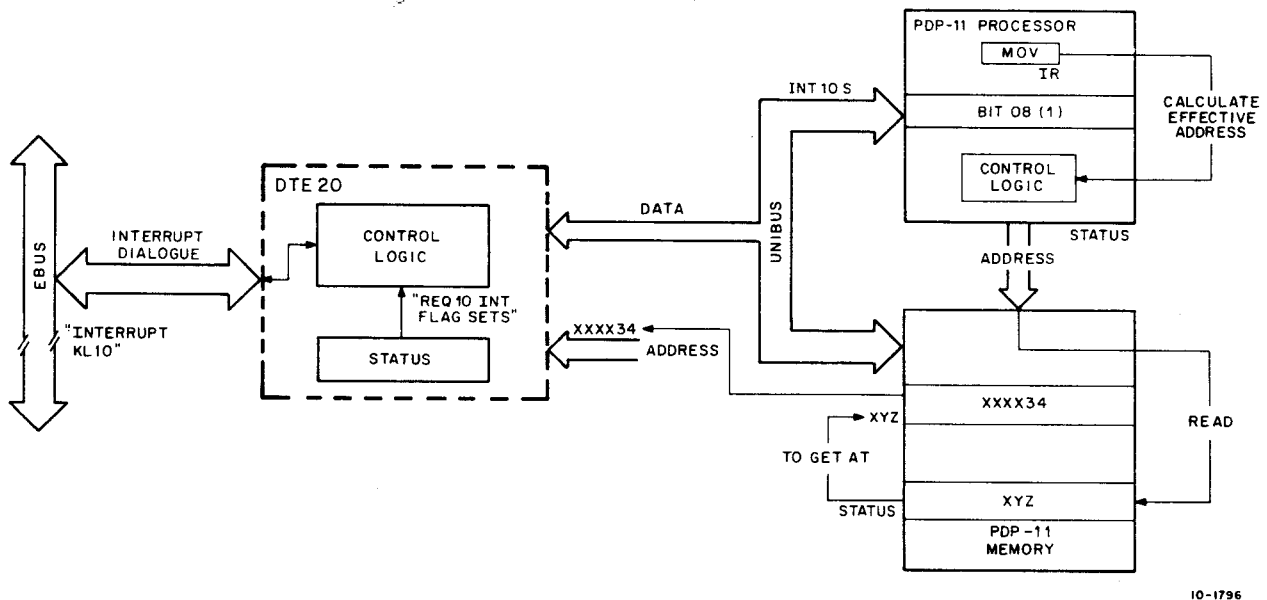 PDP-11 PROCESSOR
MOV
IR
INT 10 S
BIT 08 (1)
CALCULATE
EFFECTIVE
ADDRESS
CONTROL
LOGIC
STATUS
DTE 20
DATA
UNIBUS
ADDRESS
INTERRUPT
DIALOGUE
CONTROL
LOGIC
EBUS
"REQ 10 INT
FLAG SETS"
"INTERRUPT
KL10"
STATUS
XXXX34
ADDRESS
XXXX34
XYZ
READ
TO GET AT
STATUS
XYZ
PDP-11
MEMORY
10-1796